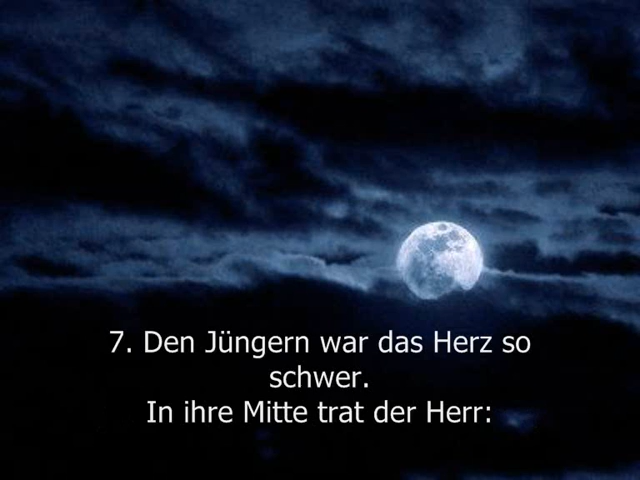 7. Den Jüngern war das Herz so
schwer.
In ihre Mitte trat der Herr: